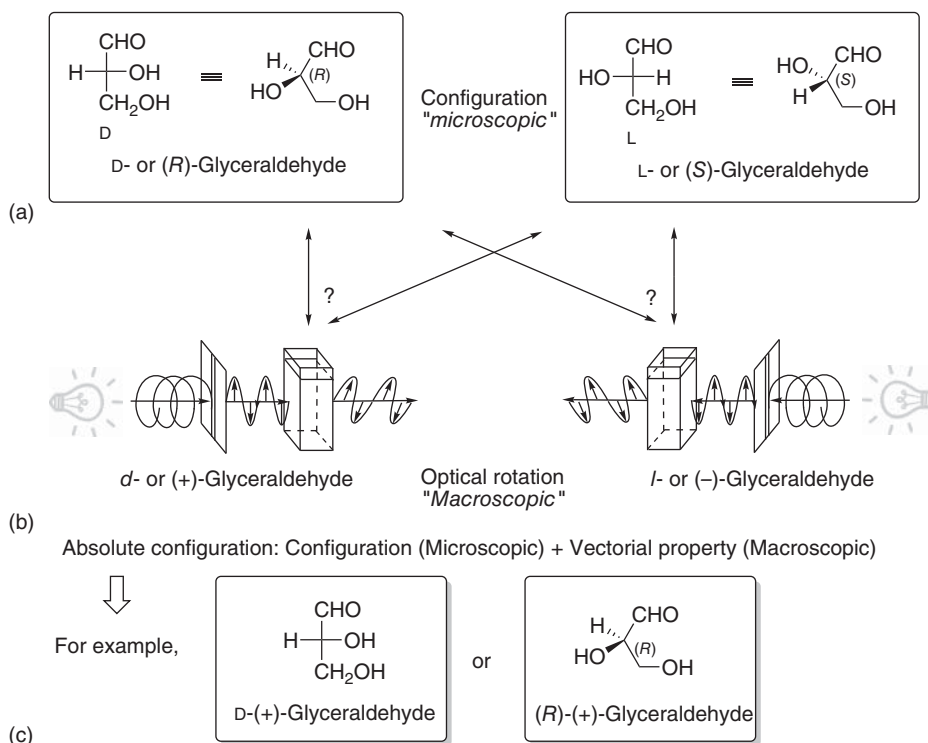 CHO
H OH
CH2OH
D
H CHO
(R)
HO OH
D- or (R)-Glyceraldehyde
Configuration
"microscopic"
CHO
HO H
CH2OH
L
HO CHO
(S)
H OH
L- or (S)-Glyceraldehyde
(a)
? ?
d- or (+)-Glyceraldehyde
Optical rotation
"Macroscopic"
l- or (–)-Glyceraldehyde
(b)
Absolute configuration: Configuration (Microscopic) + Vectorial property (Macroscopic)
For example,
CHO
H OH
CH2OH
D-(+)-Glyceraldehyde
or
H CHO
(R)
HO OH
(R)-(+)-Glyceraldehyde
(c)